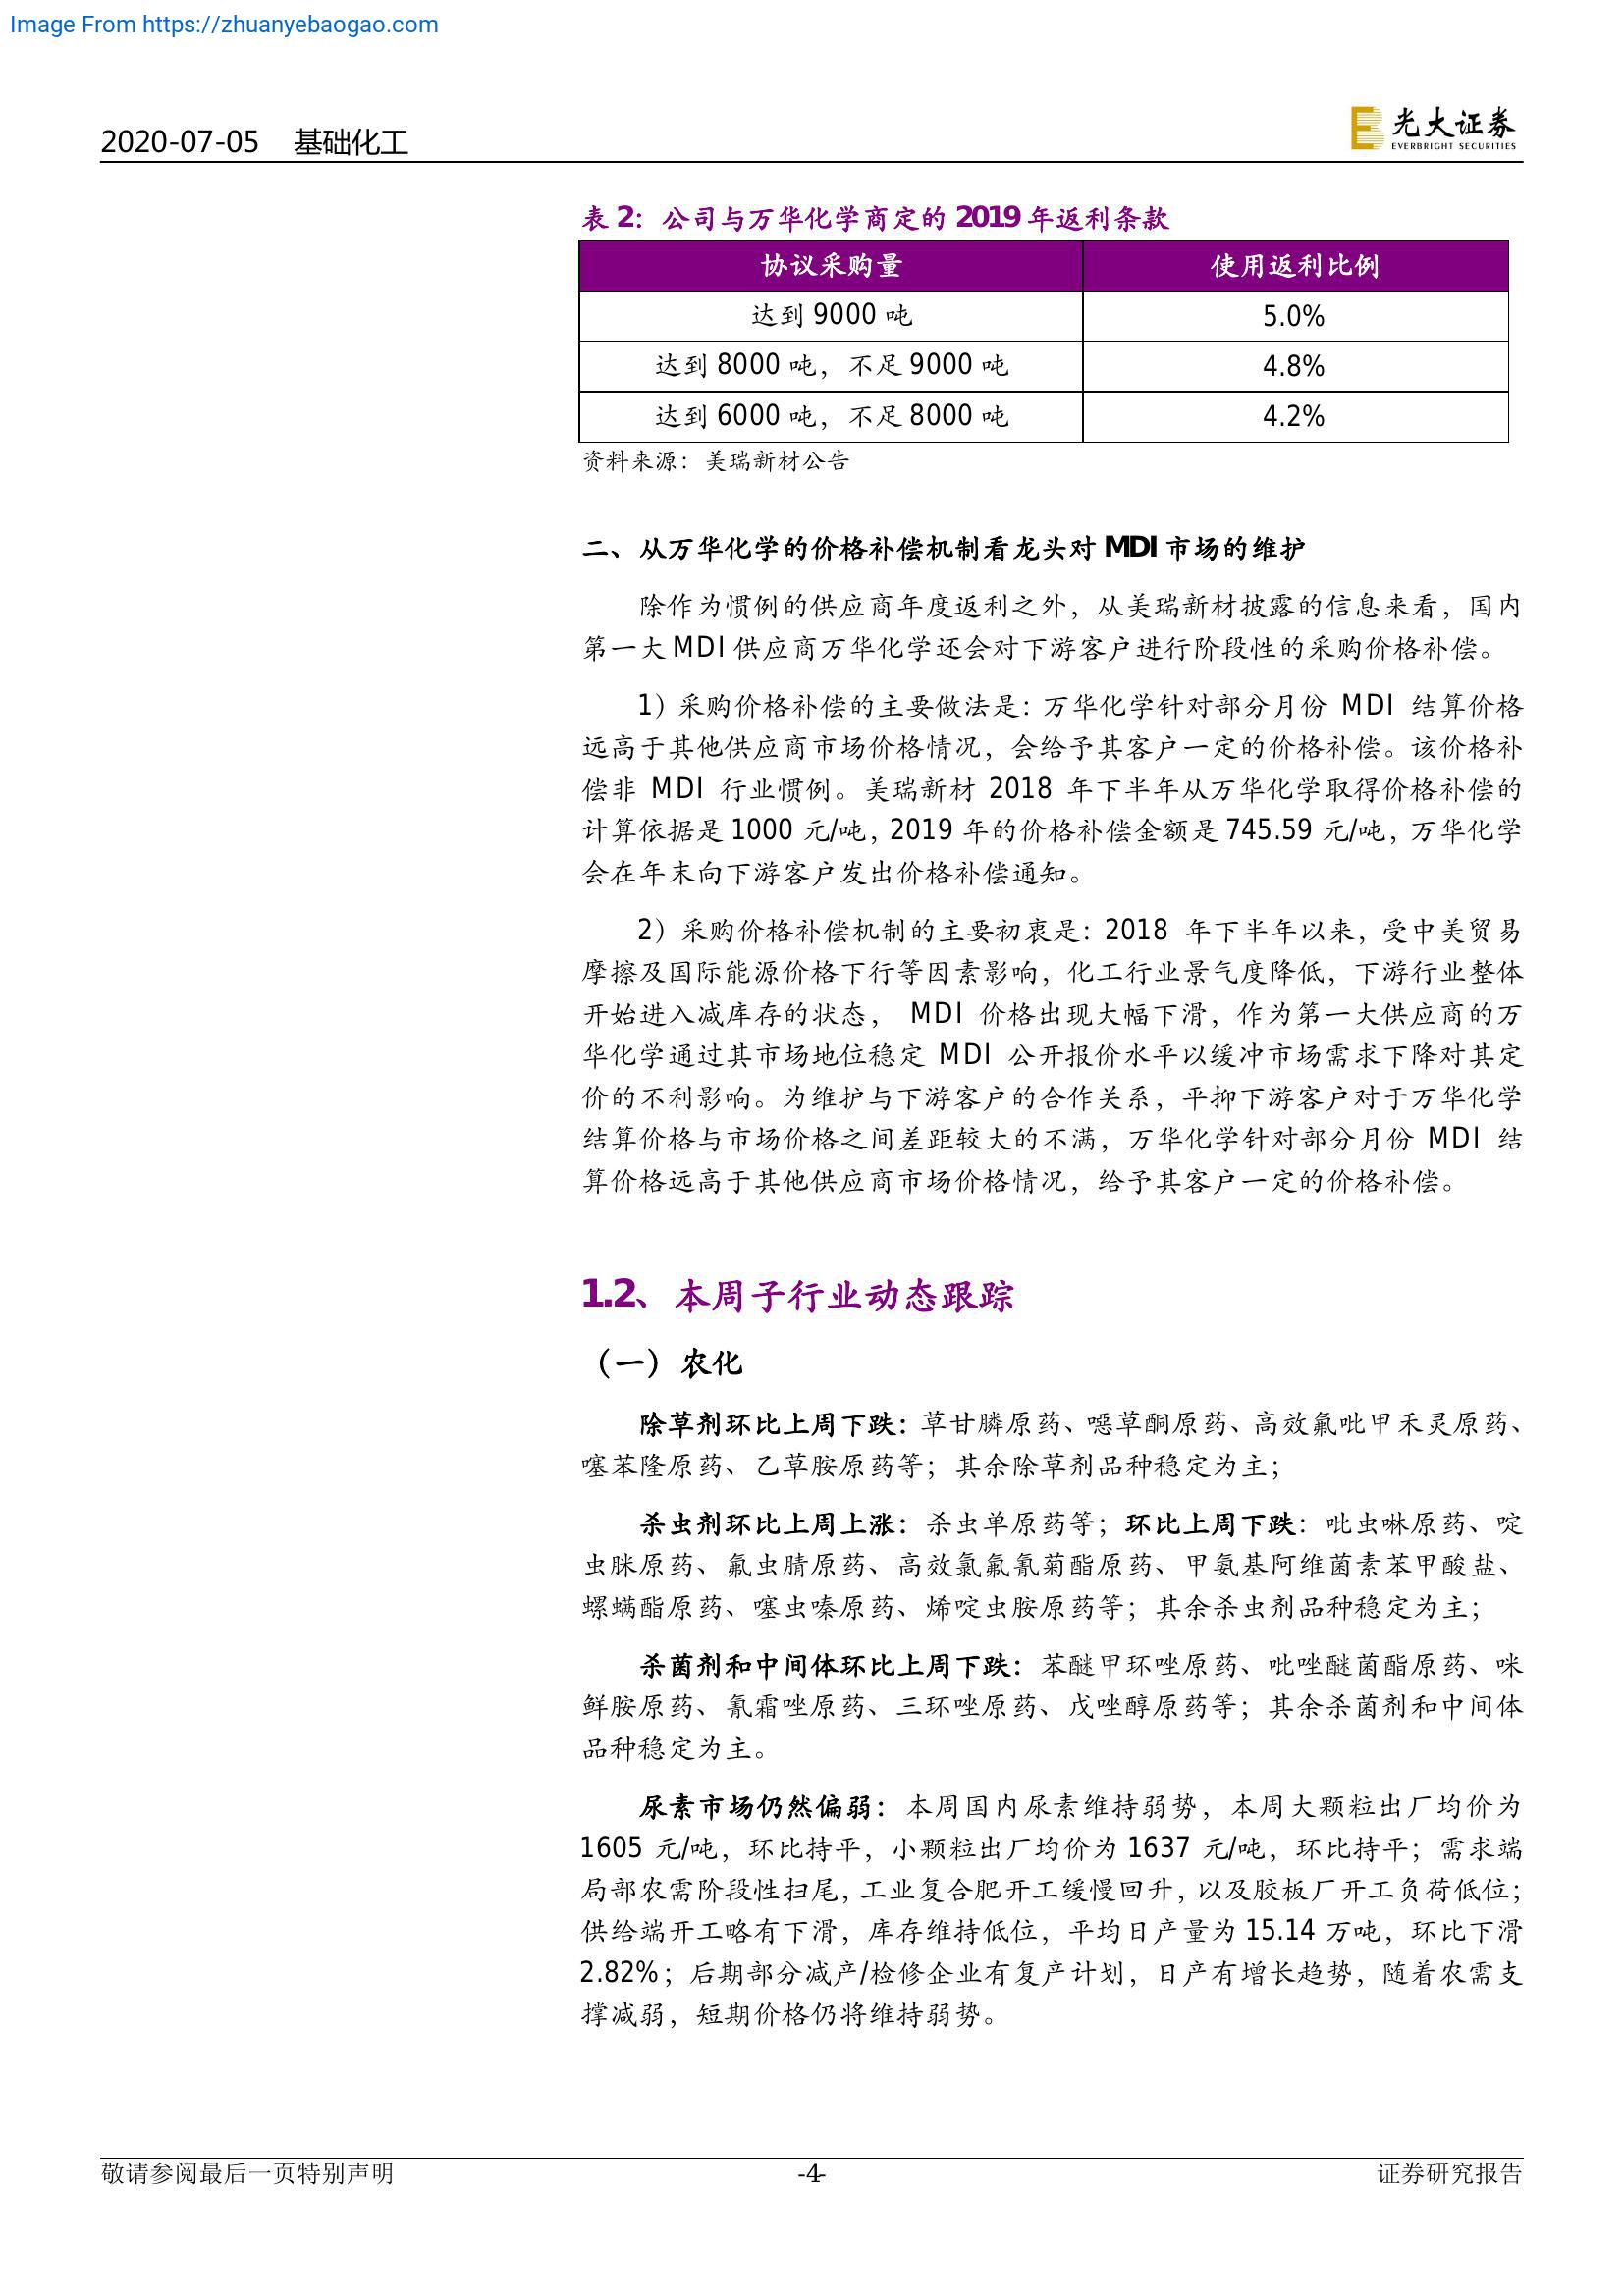 Image From https://zhuanyebaogao.com
2020-07-05 基础化工
光大证券
EVERBRIGHT SECURITIES
表 2：公司与万华化学商定的 2019 年返利条款
协议采购量 使用返利比例
达到 9000 吨 5.0%
达到 8000 吨，不足 9000 吨 4.8%
达到 6000 吨，不足 8000 吨 4.2%
资料来源：美瑞新材公告
二、从万华化学的价格补偿机制看龙头对 MDI 市场的维护
除作为惯例的供应商年度返利之外，从美瑞新材披露的信息来看，国内
第一大 MDI 供应商万华化学还会对下游客户进行阶段性的采购价格补偿。
1）采购价格补偿的主要做法是：万华化学针对部分月份 MDI 结算价格
远高于其他供应商市场价格情况，会给予其客户一定的价格补偿。该价格补
偿非 MDI 行业惯例。美瑞新材 2018 年下半年从万华化学取得价格补偿的
计算依据是 1000 元/吨，2019 年的价格补偿金额是 745.59 元/吨，万华化学
会在年末向下游客户发出价格补偿通知。
2）采购价格补偿机制的主要初衷是：2018 年下半年以来，受中美贸易
摩擦及国际能源价格下行等因素影响，化工行业景气度降低，下游行业整体
开始进入减库存的状态， MDI 价格出现大幅下滑，作为第一大供应商的万
华化学通过其市场地位稳定 MDI 公开报价水平以缓冲市场需求下降对其定
价的不利影响。为维护与下游客户的合作关系，平抑下游客户对于万华化学
结算价格与市场价格之间差距较大的不满，万华化学针对部分月份 MDI 结
算价格远高于其他供应商市场价格情况，给予其客户一定的价格补偿。
1.2、本周子行业动态跟踪
（一）农化
除草剂环比上周下跌：草甘膦原药、噁草酮原药、高效氟吡甲禾灵原药、
噻苯隆原药、乙草胺原药等；其余除草剂品种稳定为主；
杀虫剂环比上周上涨：杀虫单原药等；环比上周下跌：吡虫啉原药、啶
虫脒原药、氟虫腈原药、高效氯氟氰菊酯原药、甲氨基阿维菌素苯甲酸盐、
螺螨酯原药、噻虫嗪原药、烯啶虫胺原药等；其余杀虫剂品种稳定为主；
杀菌剂和中间体环比上周下跌：苯醚甲环唑原药、吡唑醚菌酯原药、咪
鲜胺原药、氰霜唑原药、三环唑原药、戊唑醇原药等；其余杀菌剂和中间体
品种稳定为主。
尿素市场仍然偏弱：本周国内尿素维持弱势，本周大颗粒出厂均价为
1605 元/吨，环比持平，小颗粒出厂均价为 1637 元/吨，环比持平；需求端
局部农需阶段性扫尾，工业复合肥开工缓慢回升，以及胶板厂开工负荷低位；
供给端开工略有下滑，库存维持低位，平均日产量为 15.14 万吨，环比下滑
2.82%；后期部分减产/检修企业有复产计划，日产有增长趋势，随着农需支
撑减弱，短期价格仍将维持弱势。
敬请参阅最后一页特别声明 -4- 证券研究报告